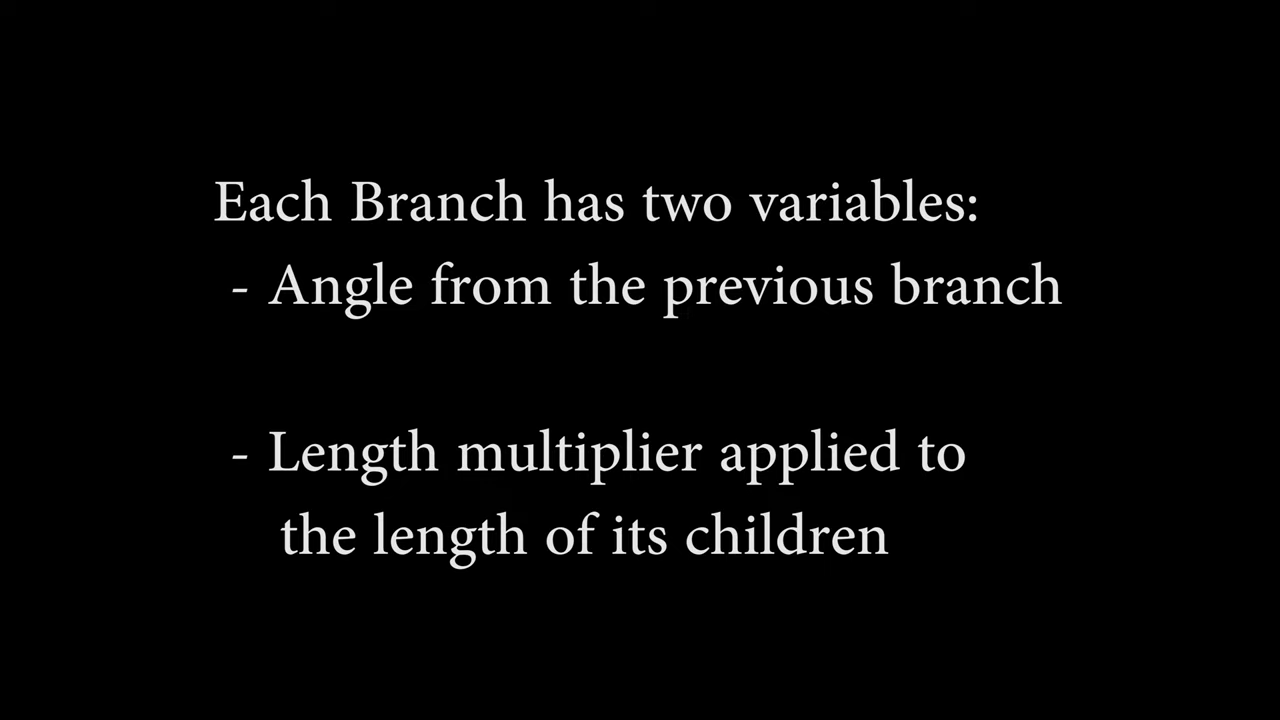 Each Branch has two variables:
- Angle from the previous branch
- Length multiplier applied to
the length of its children